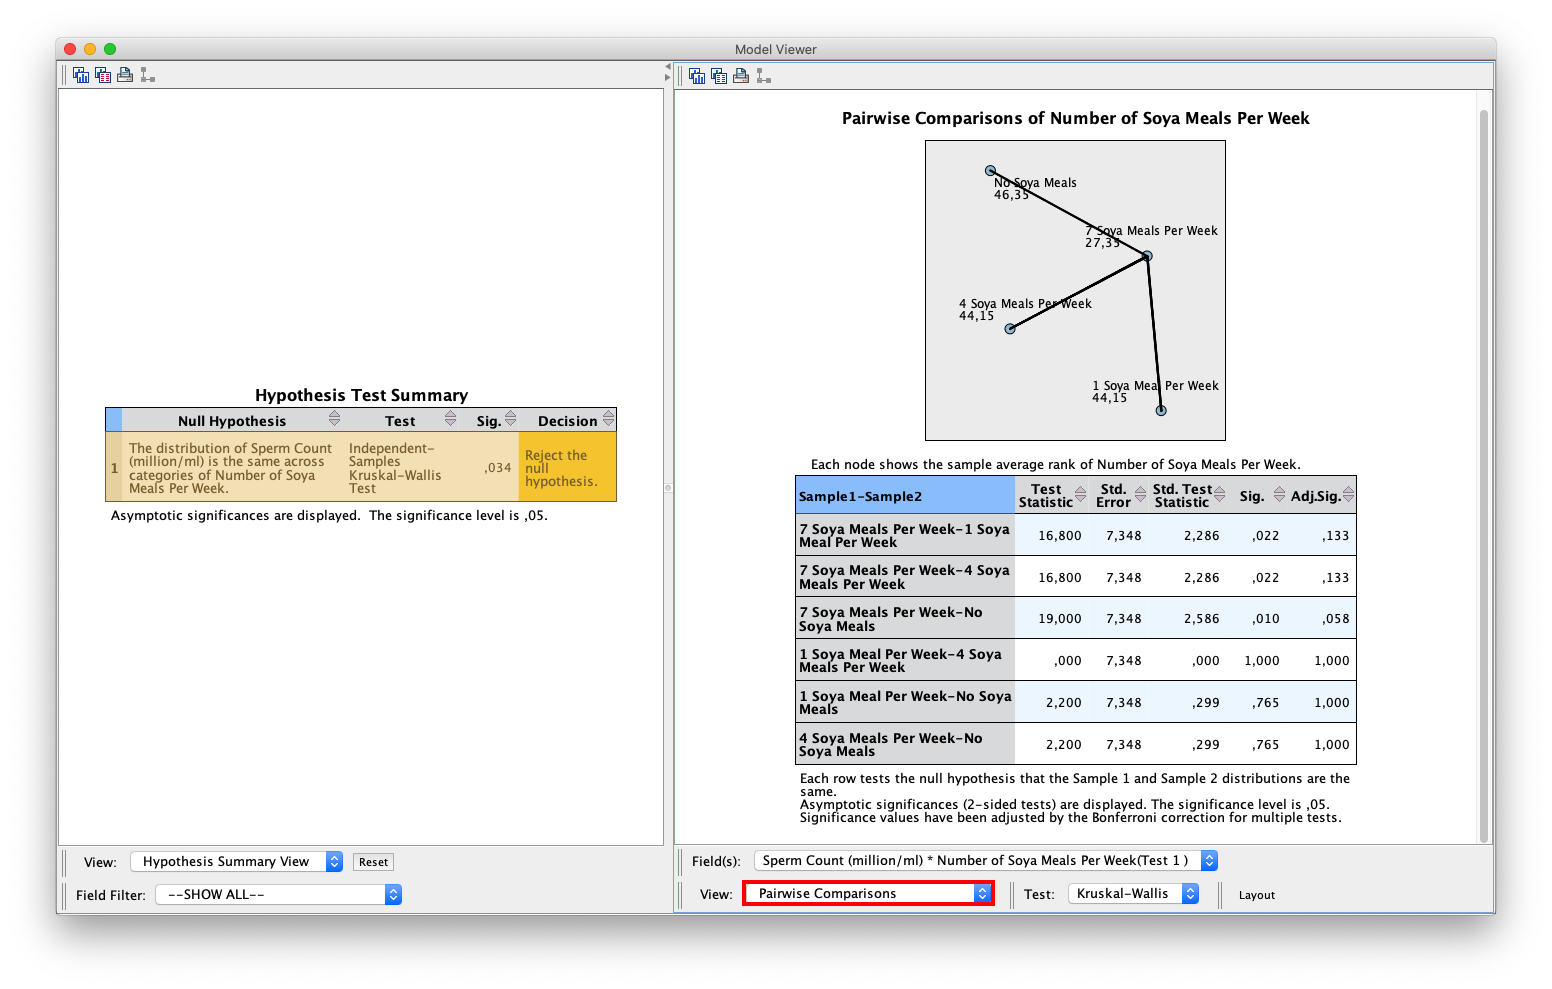 Model Viewer
Hypothesis Test Summary
Null Hypothesis Test Sig. Decision
1
The distribution of Sperm Count
(million/ml) is the same across
categories of Number of Soya
Meals Per Week.
Independent-
Samples
Kruskal-Wallis
Test
,034
Reject the
null
hypothesis.
Asymptotic significances are displayed. The significance level is ,05.
View: Hypothesis Summary View Reset
Field Filter: --SHOW ALL--
Pairwise Comparisons of Number of Soya Meals Per Week
No Soya Meals
46,35
7 Soya Meals Per Week
27,35
4 Soya Meals Per Week
44,15
1 Soya Meal Per Week
44,15
Each node shows the sample average rank of Number of Soya Meals Per Week.
Sample1-Sample2 Test Statistic Std. Error Std. Test Statistic Sig. Adj.Sig.
7 Soya Meals Per Week-1 Soya
Meal Per Week 16,800 7,348 2,286 ,022 ,133
7 Soya Meals Per Week-4 Soya
Meals Per Week 16,800 7,348 2,286 ,022 ,133
7 Soya Meals Per Week-No
Soya Meals 19,000 7,348 2,586 ,010 ,058
1 Soya Meal Per Week-4 Soya
Meals Per Week ,000 7,348 ,000 1,000 1,000
1 Soya Meal Per Week-No Soya
Meals 2,200 7,348 ,299 ,765 1,000
4 Soya Meals Per Week-No
Soya Meals 2,200 7,348 ,299 ,765 1,000
Each row tests the null hypothesis that the Sample 1 and Sample 2 distributions are the
same.
Asymptotic significances (2-sided tests) are displayed. The significance level is ,05.
Significance values have been adjusted by the Bonferroni correction for multiple tests.
Field(s): Sperm Count (million/ml) * Number of Soya Meals Per Week(Test 1 )
View: Pairwise Comparisons Test: Kruskal-Wallis Layout